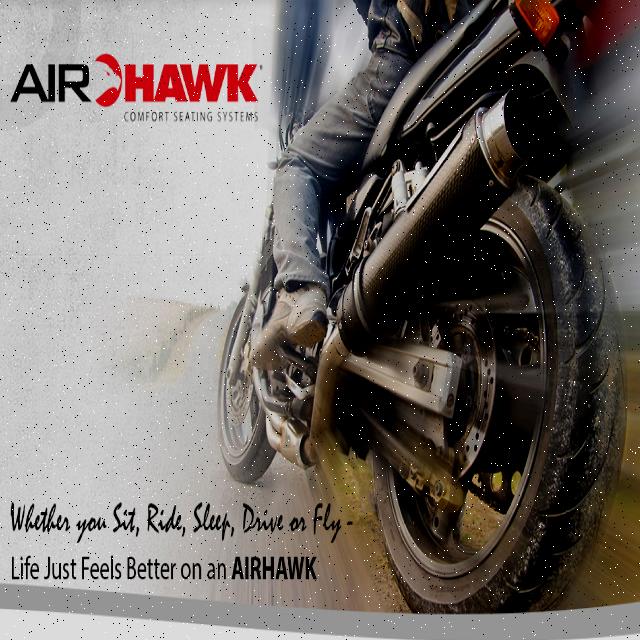 AIRHAWK
COMFORT SEATING SYSTEMS
Whether you Sit, Ride, Sleep, Drive or Fly -
Life Just Feels Better on an AIRHAWK